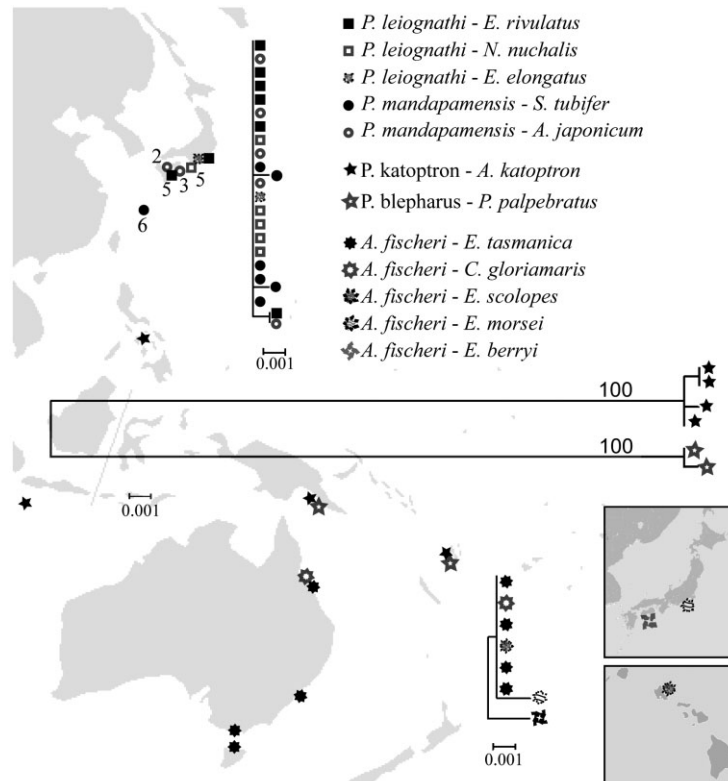 P. leiognathi - E. rivulatus
P. leiognathi - N. nuchalis
P. leiognathi - E. elongatus
P. mandapamensis - S. tubifer
P. mandapamensis - A. japonicum
P. katoptron - A. katoptron
P. blepharus - P. palpebratus
A. fischeri - E. tasmanica
A. fischeri - C. gloriamaris
A. fischeri - E. scolopes
A. fischeri - E. morsei
A. fischeri - E. berryi
2
5
3
5
6
0.001
100
100
0.001
0.001